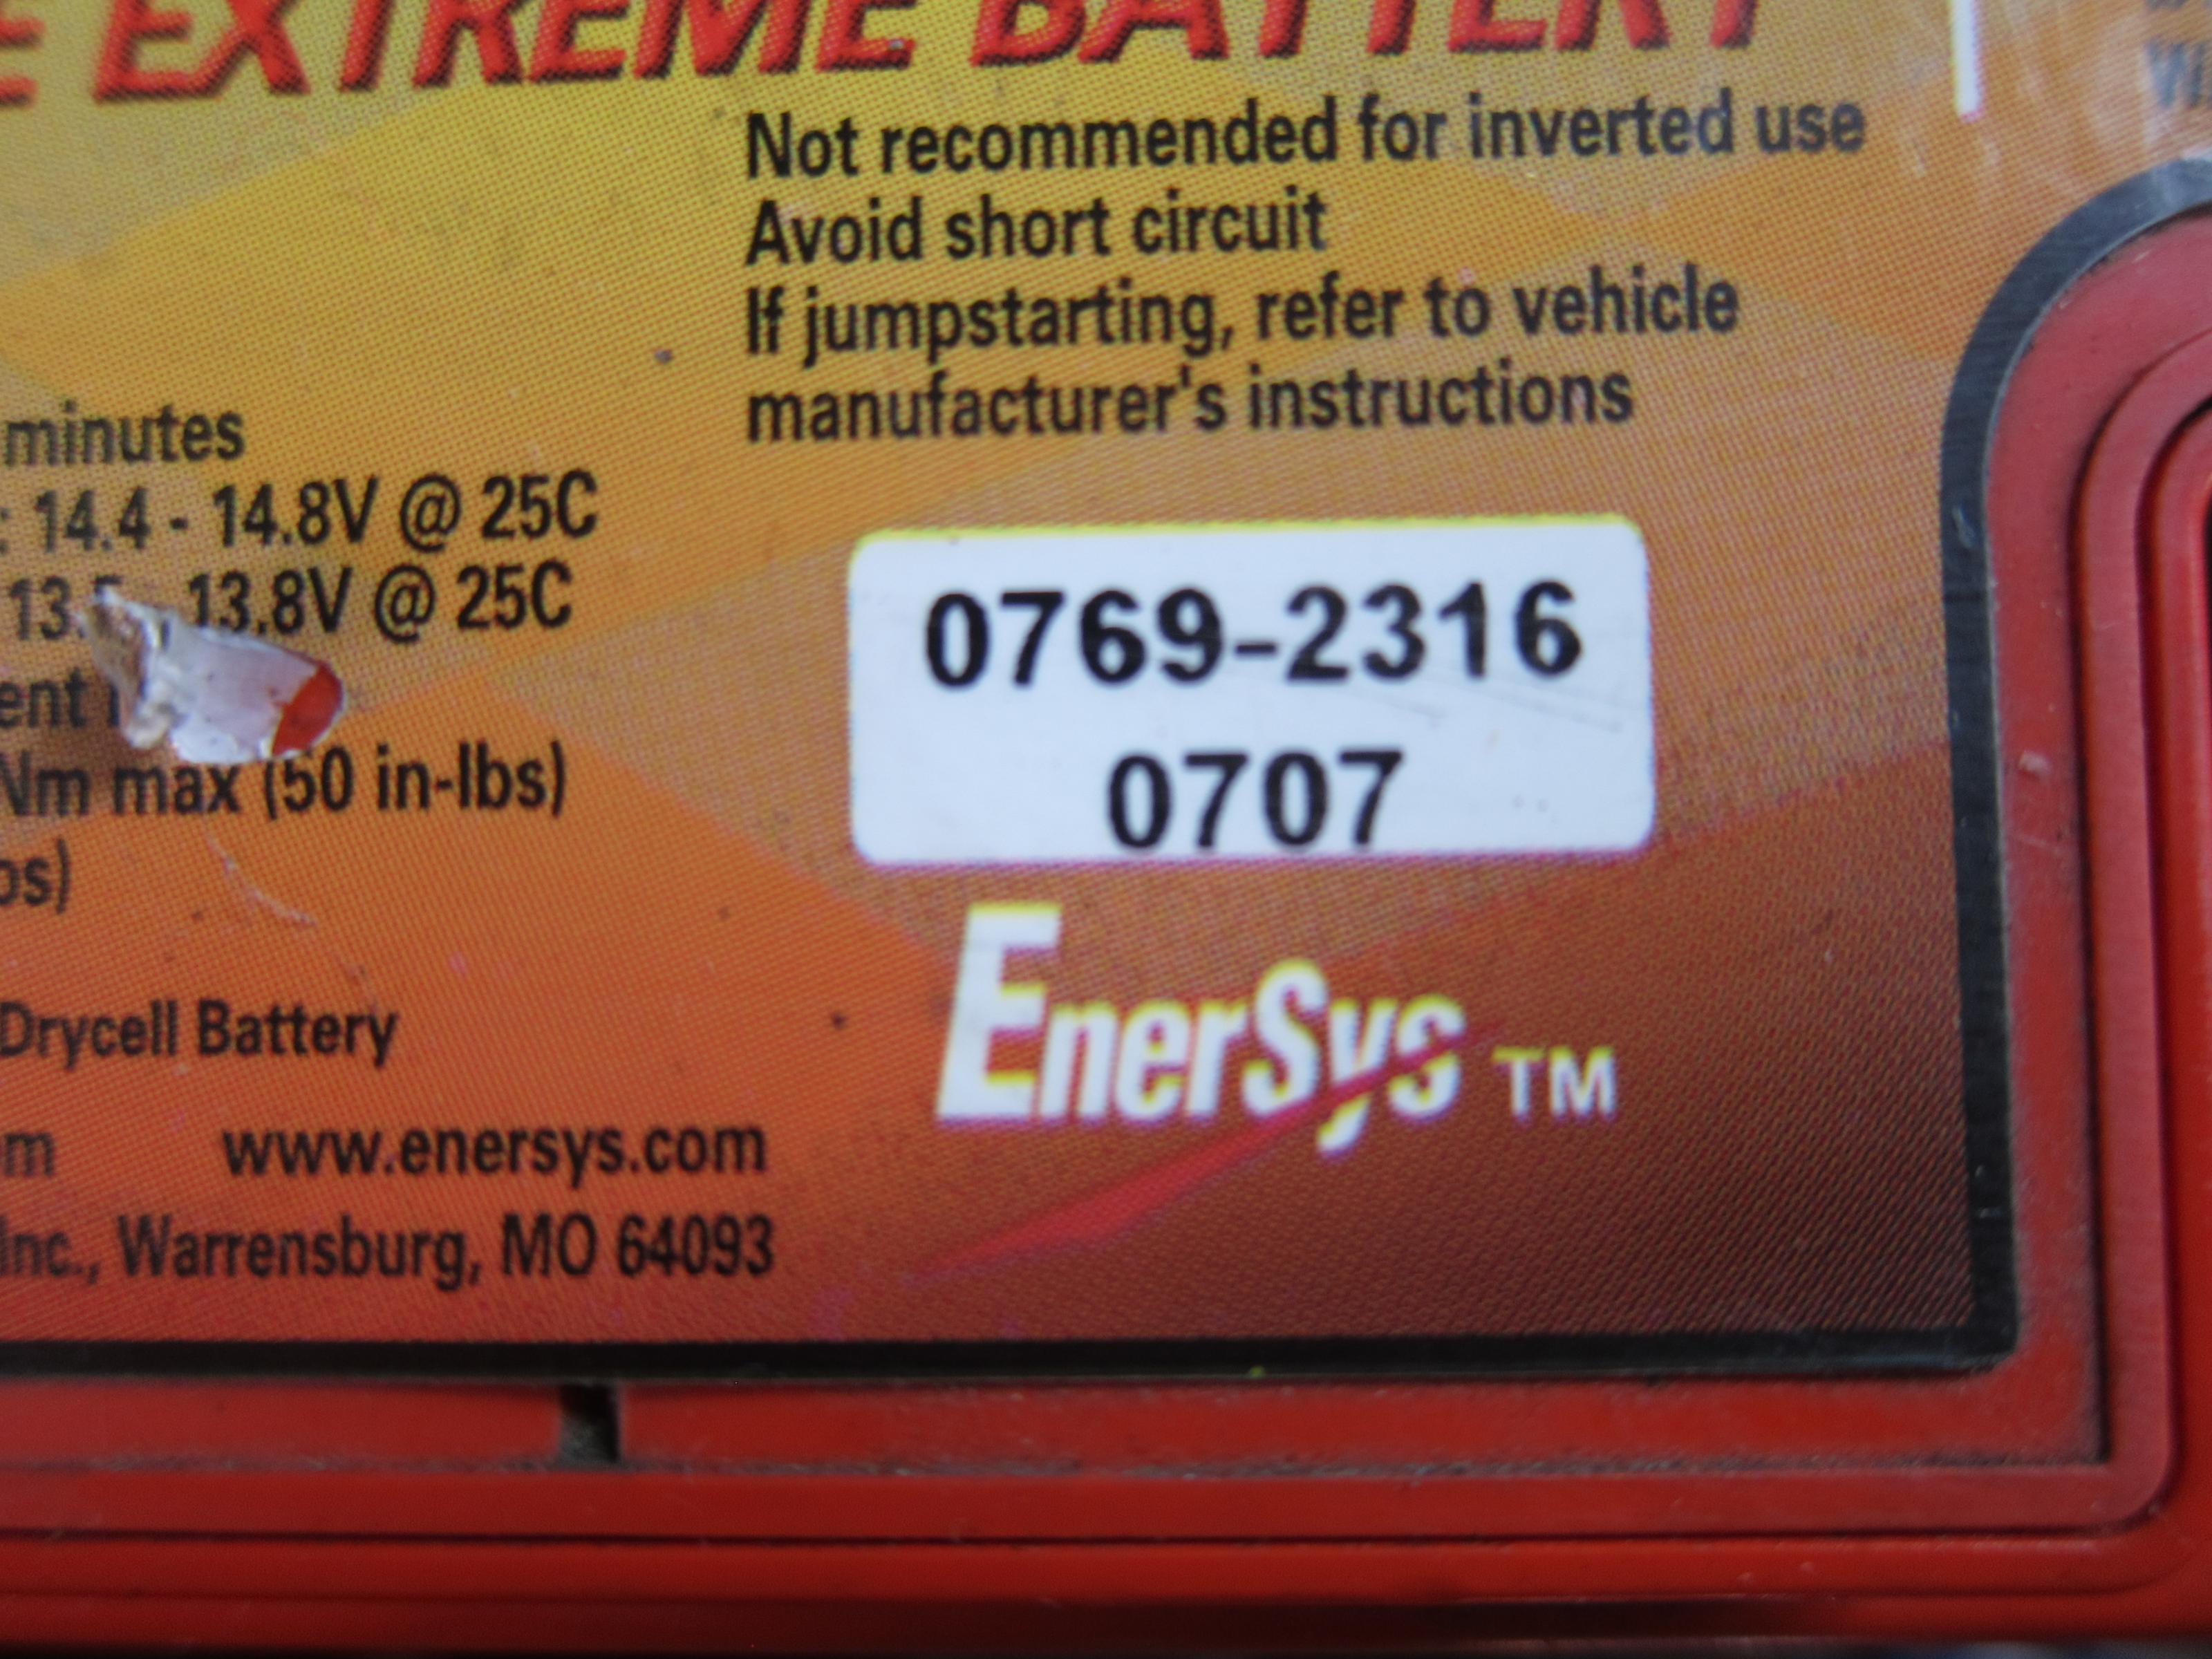 EXTREME BATTERY
Not recommended for inverted use
Avoid short circuit
If jumpstarting, refer to vehicle
manufacturer's instructions
minutes
: 14.4 - 14.8V @ 25C
13.5 - 13.8V @ 25C
Nm max (50 in-lbs)
0769-2316
0707
Drycell Battery
EnerSys TM
www.enersys.com
Inc., Warrensburg, MO 64093